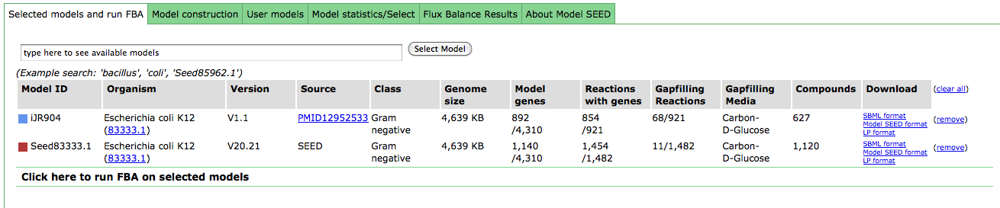 Selected models and run FBA Model construction User models Model statistics/Select Flux Balance Results About Model SEED
type here to see available models Select Model
(Example search: 'bacillus', 'coli', 'Seed85962.1')
Model ID Organism Version Source Class Genome Model Reactions Gapfilling Gapfilling Compounds Download (clear all)
size genes with genes Reactions Media
iJR904 Escherichia coli K12 V1.1 PMID12952533 Gram 4,639 KB 892 854 68/921 Carbon- 627 SBML format
(83333.1) negative /4,310 /921 D-Glucose Model SEED format (remove)
LP format
Seed83333.1 Escherichia coli K12 V20.21 SEED Gram 4,639 KB 1,140 1,454 11/1,482 Carbon- 1,120 SBML format
(83333.1) negative /4,310 /1,482 D-Glucose Model SEED format (remove)
LP format
Click here to run FBA on selected models